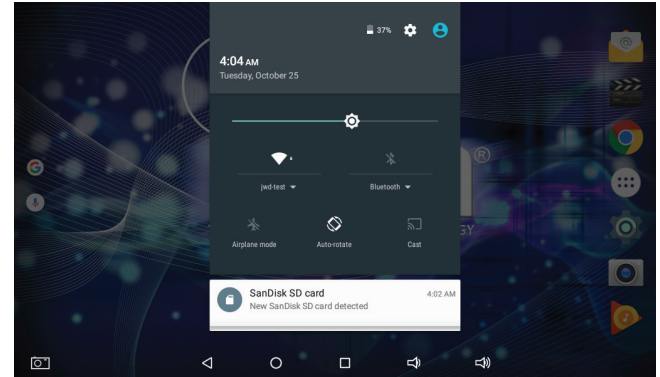 37%
4:04 AM
Tuesday, October 25
jwd-test
Bluetooth
Airplane mode
Auto-rotate
Cast
SanDisk SD card
4:02 AM
New SanDisk SD card detected